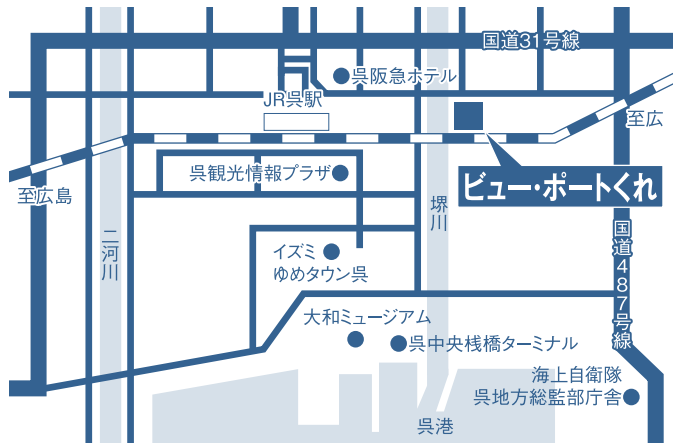 国道31号線
呉阪急ホテル
JR呉駅
至広
呉観光情報プラザ
ビュー・ポートくれ
至広島
堺川
二河川
国道487号線
イズミ
ゆめタウン呉
大和ミュージアム
呉中央桟橋ターミナル
海上自衛隊
呉地方総監部庁舎
呉港